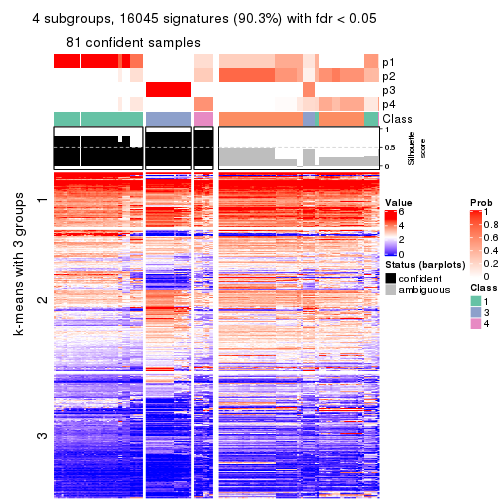 4 subgroups, 16045 signatures (90.3%) with fdr < 0.05
81 confident samples
p1
p2
p3
p4
Class
1
0.5
0
Silhouette
score
k-means with 3 groups
1
2
3
Value
6
4
2
0
Status (barplots)
confident
ambiguous
Prob
1
0.8
0.6
0.4
0.2
0
Class
1
3
4